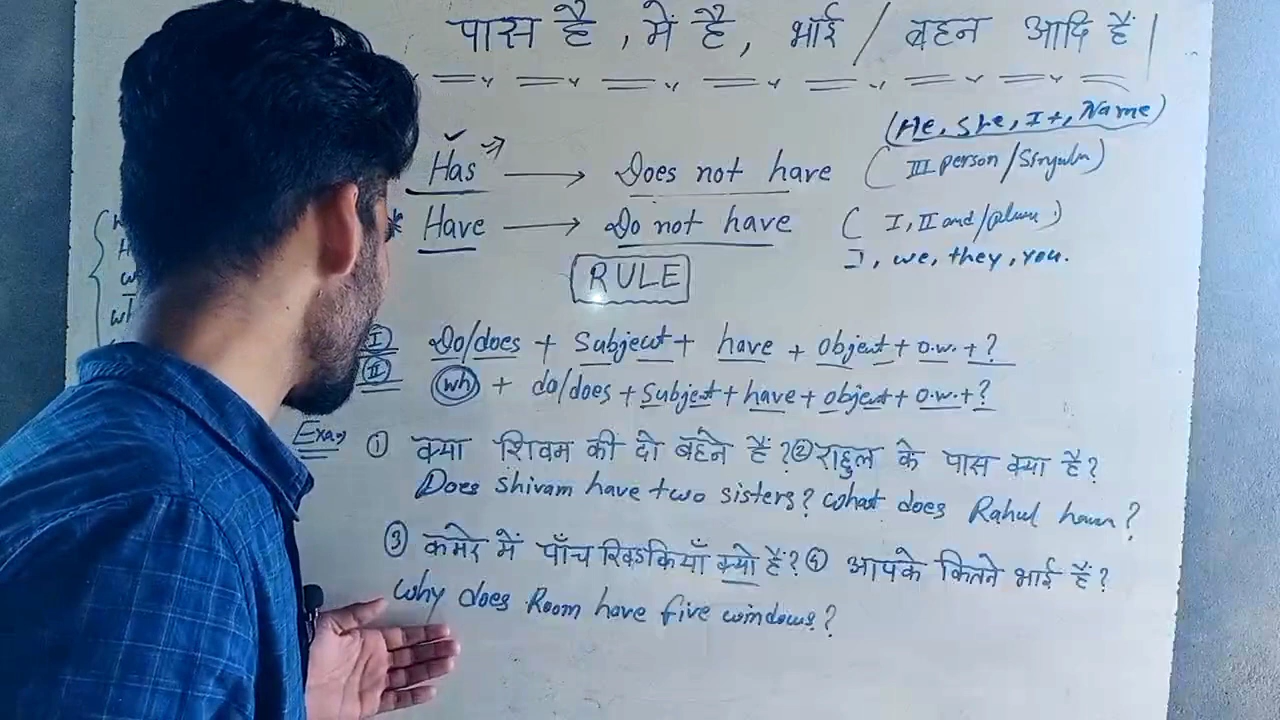 पास है, में है, भाई / बहन आदि हैं|
(He, She, It, Name)
Has → Does not have ( III person / Singular)
* Have → Do not have ( I, II and / plural )
I, we, they, you.
RULE
I Do/does + Subject + have + object + o.w. + ?
II wh + do/does + Subject + have + object + o.w. + ?
① क्या शिवम की दो बहने हैं? ② राहुल के पास क्या है?
Does Shivam have two sisters? What does Rahul have?
③ कमरे में पाँच खिडकियाँ क्यो हैं? ④ आपके कितने भाई हैं?
Why does Room have five windows?